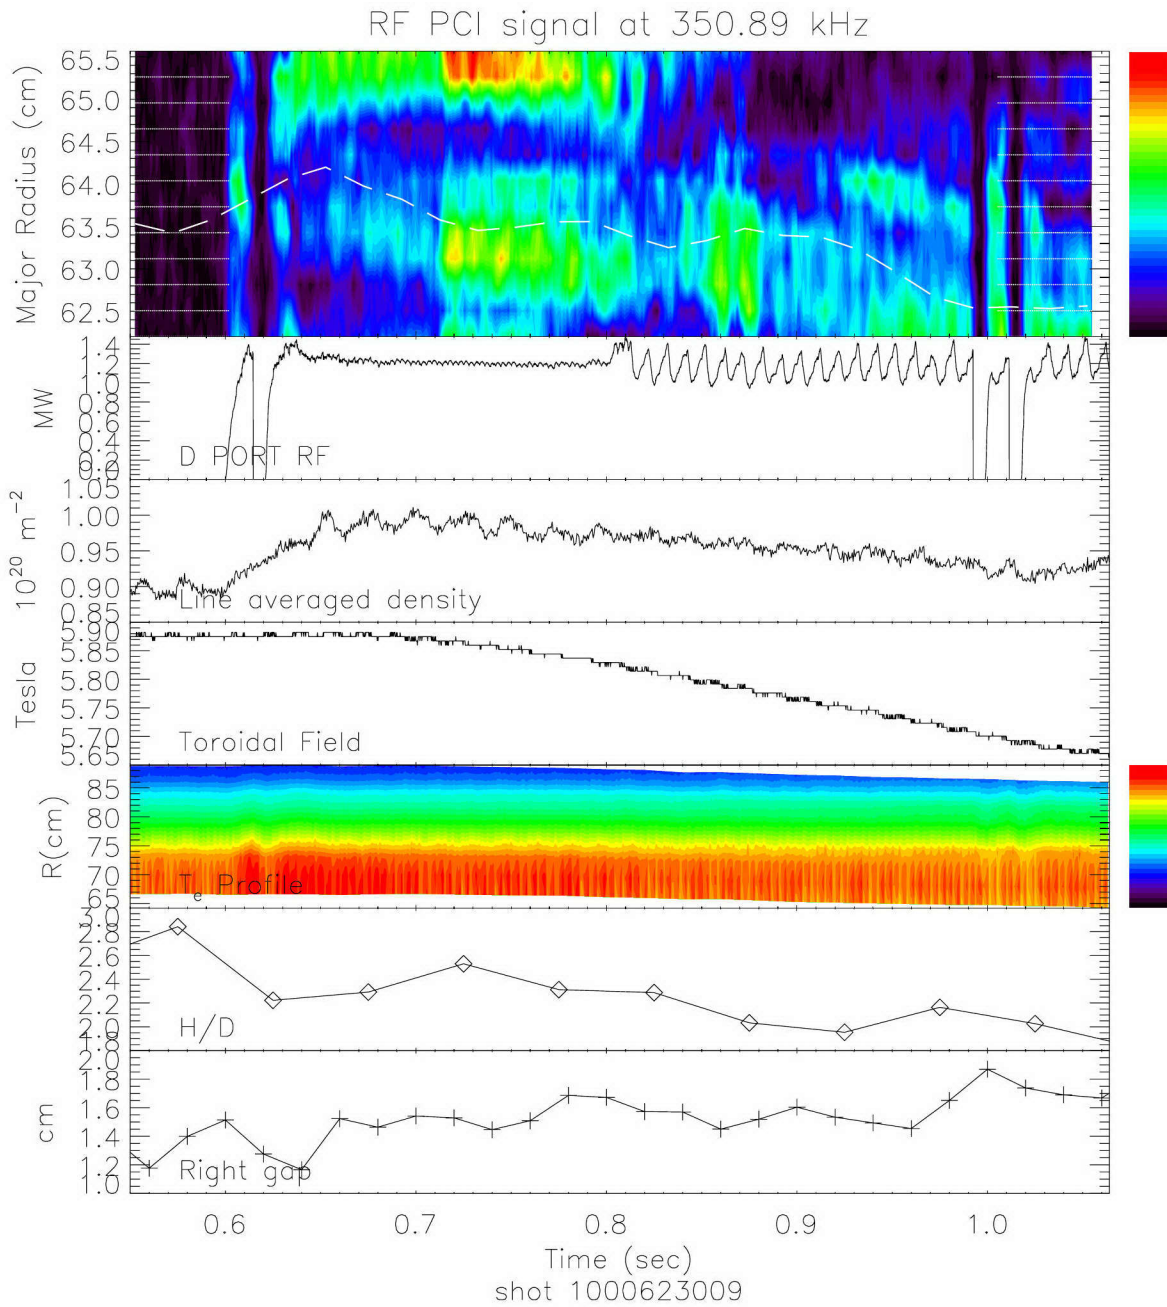 RF PCI signal at 350.89 kHz
Major Radius (cm)
65.5
65.0
64.5
64.0
63.5
63.0
62.5
MW
1.4
1.2
1.0
0.8
0.6
0.4
0.2
0.0
D PORT RF
10²⁰ m⁻²
1.05
1.00
0.95
0.90
0.85
Line averaged density
Tesla
5.90
5.85
5.80
5.75
5.70
5.65
Toroidal Field
R(cm)
85
80
75
70
65
Tₑ Profile
3.0
2.8
2.6
2.4
2.2
2.0
1.8
H/D
cm
2.0
1.8
1.6
1.4
1.2
1.0
Right gap
0.6 0.7 0.8 0.9 1.0
Time (sec)
shot 1000623009